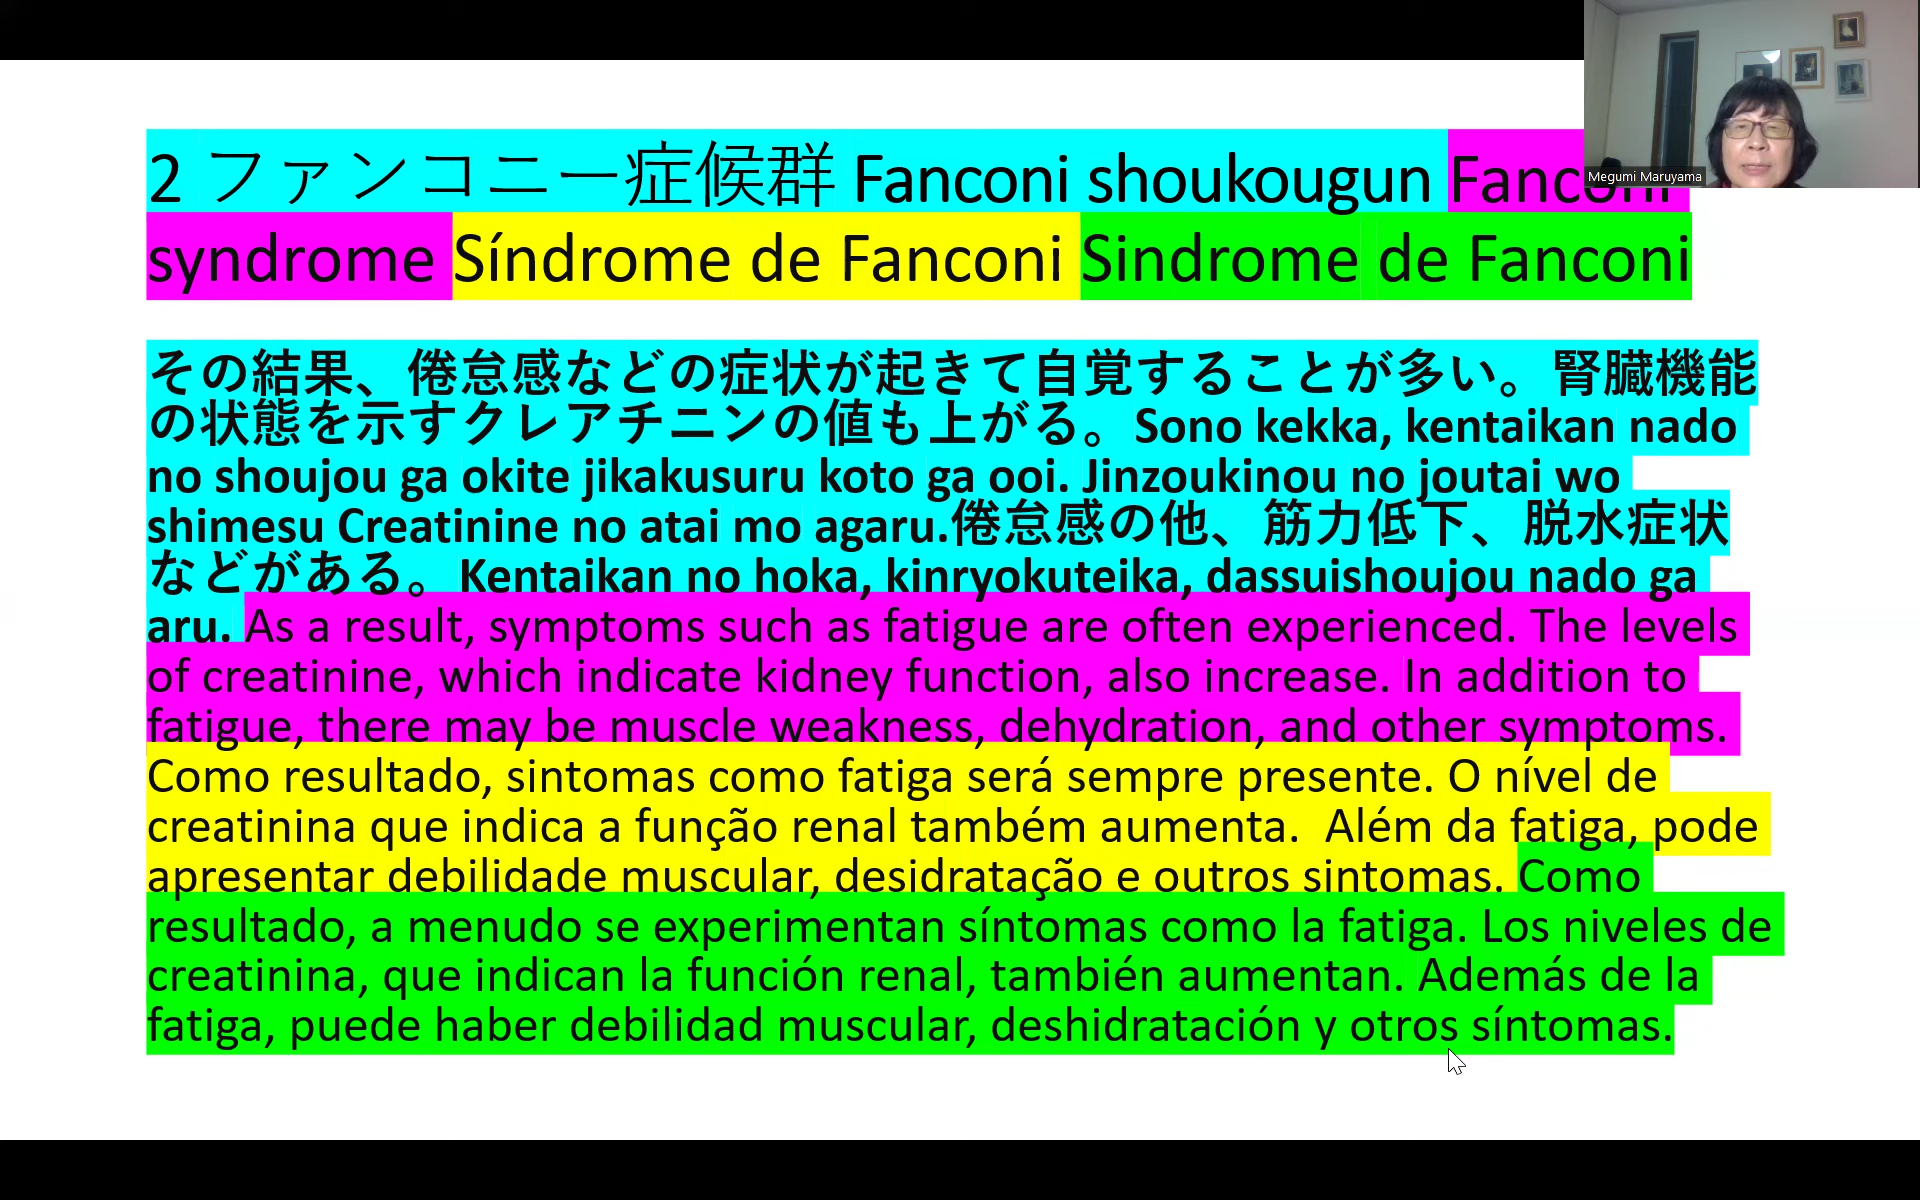 2 ファンコニー症候群 Fanconi shoukougun Fanconi
syndrome Síndrome de Fanconi Sindrome de Fanconi
その結果、倦怠感などの症状が起きて自覚することが多い。腎臓機能
の状態を示すクレアチニンの値も上がる。Sono kekka, kentaikan nado
no shoujou ga okite jikakusuru koto ga ooi. Jinzoukinou no joutai wo
shimesu Creatinine no atai mo agaru.倦怠感の他、筋力低下、脱水症状
などがある。Kentaikan no hoka, kinryokuteika, dassuishoujou nado ga
aru. As a result, symptoms such as fatigue are often experienced. The levels
of creatinine, which indicate kidney function, also increase. In addition to
fatigue, there may be muscle weakness, dehydration, and other symptoms.
Como resultado, sintomas como fatiga será sempre presente. O nível de
creatinina que indica a função renal também aumenta.  Além da fatiga, pode
apresentar debilidade muscular, desidratação e outros sintomas. Como
resultado, a menudo se experimentan síntomas como la fatiga. Los niveles de
creatinina, que indican la función renal, también aumentan. Además de la
fatiga, puede haber debilidad muscular, deshidratación y otros síntomas.
Megumi Maruyama